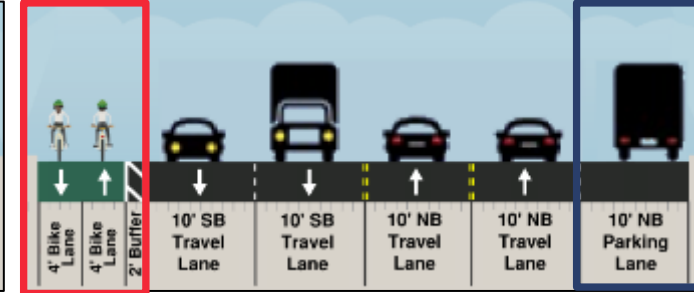 4' Bike
Lane
4' Bike
Lane
2' Buffer
10' SB
Travel
Lane
10' SB
Travel
Lane
10' NB
Travel
Lane
10' NB
Travel
Lane
10' NB
Parking
Lane